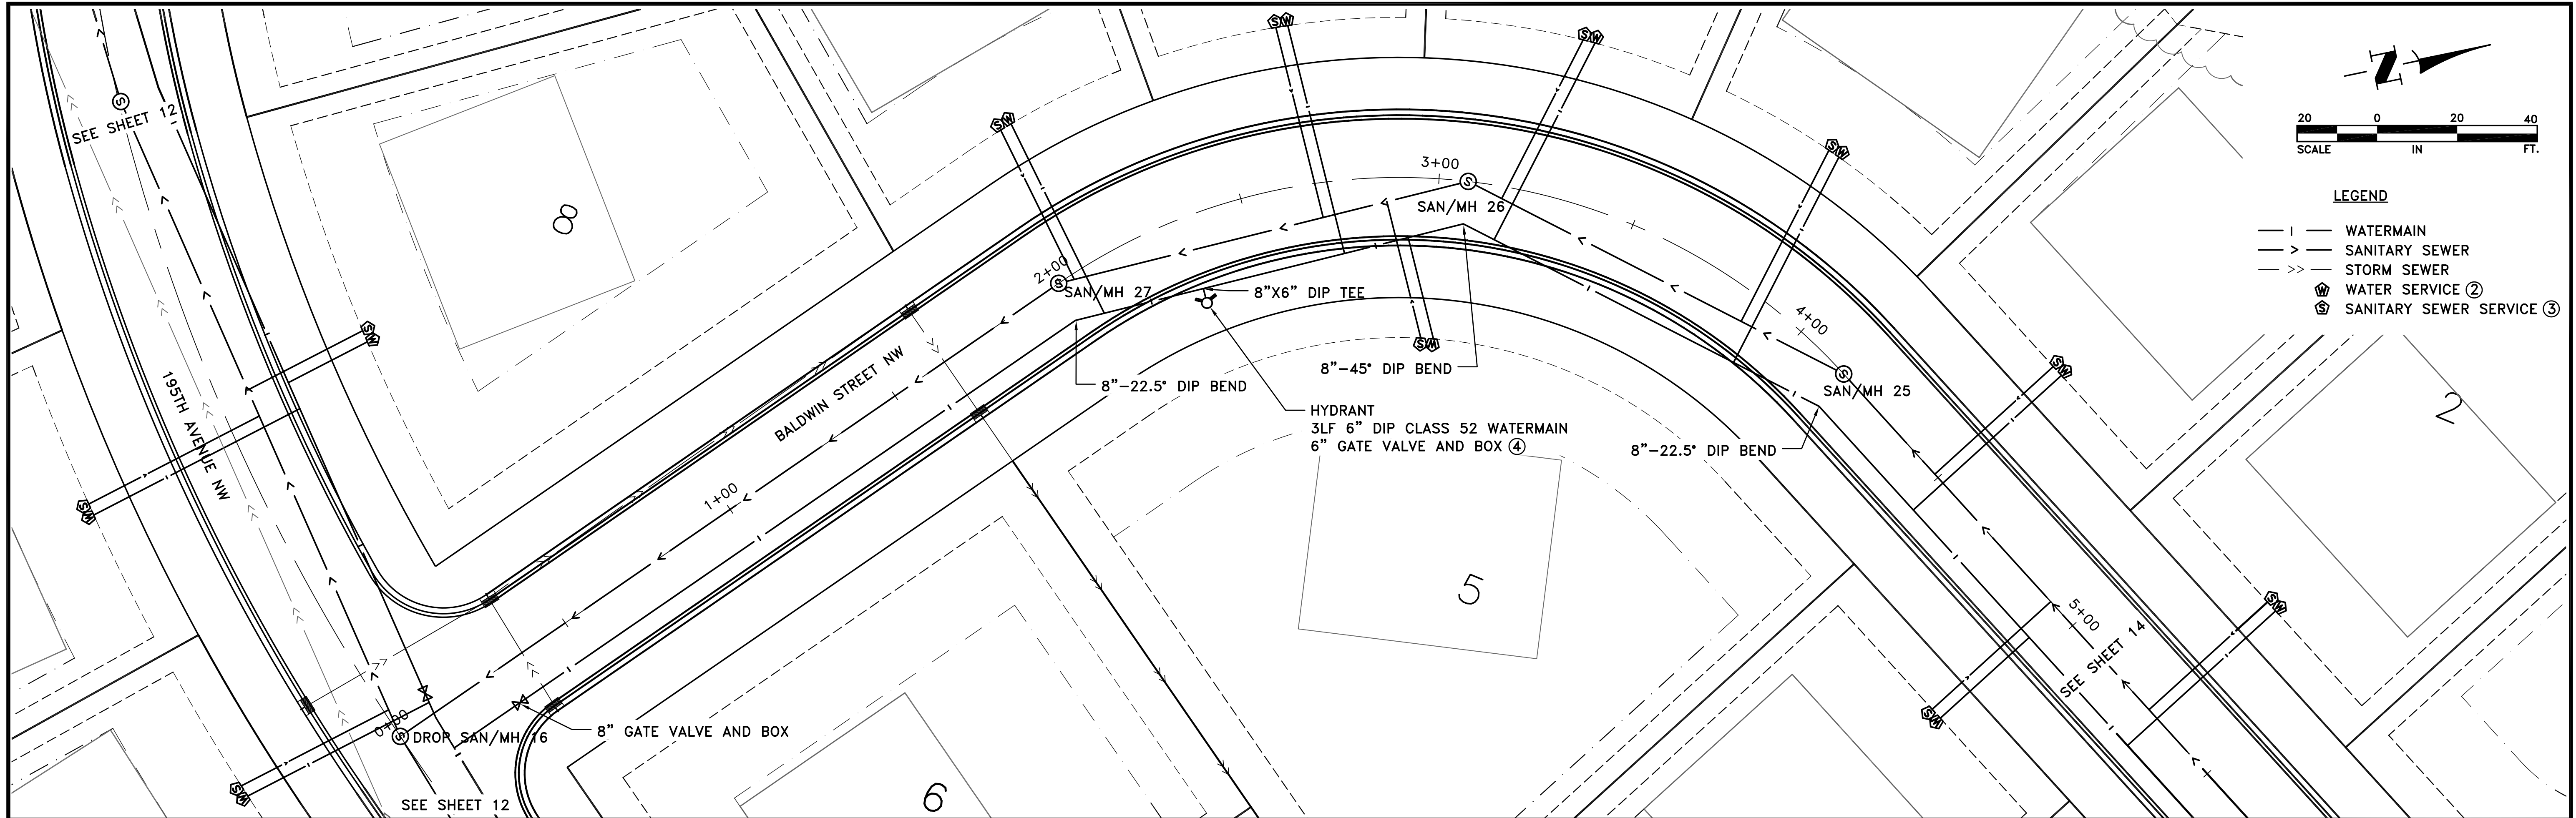 SEE SHEET 12
195TH AVENUE NW
8
BALDWIN STREET NW
0+00
1+00
2+00
3+00
4+00
5+00
DROP SAN/MH 16
8" GATE VALVE AND BOX
SEE SHEET 12
6
SAN/MH 27
8"X6" DIP TEE
8"-22.5° DIP BEND
HYDRANT
3LF 6" DIP CLASS 52 WATERMAIN
6" GATE VALVE AND BOX ④
SAN/MH 26
8"-45° DIP BEND
5
SAN/MH 25
8"-22.5° DIP BEND
SEE SHEET 14
2
N
20 0 20 40
SCALE IN FT.
LEGEND
WATERMAIN
SANITARY SEWER
STORM SEWER
W WATER SERVICE ②
S SANITARY SEWER SERVICE ③